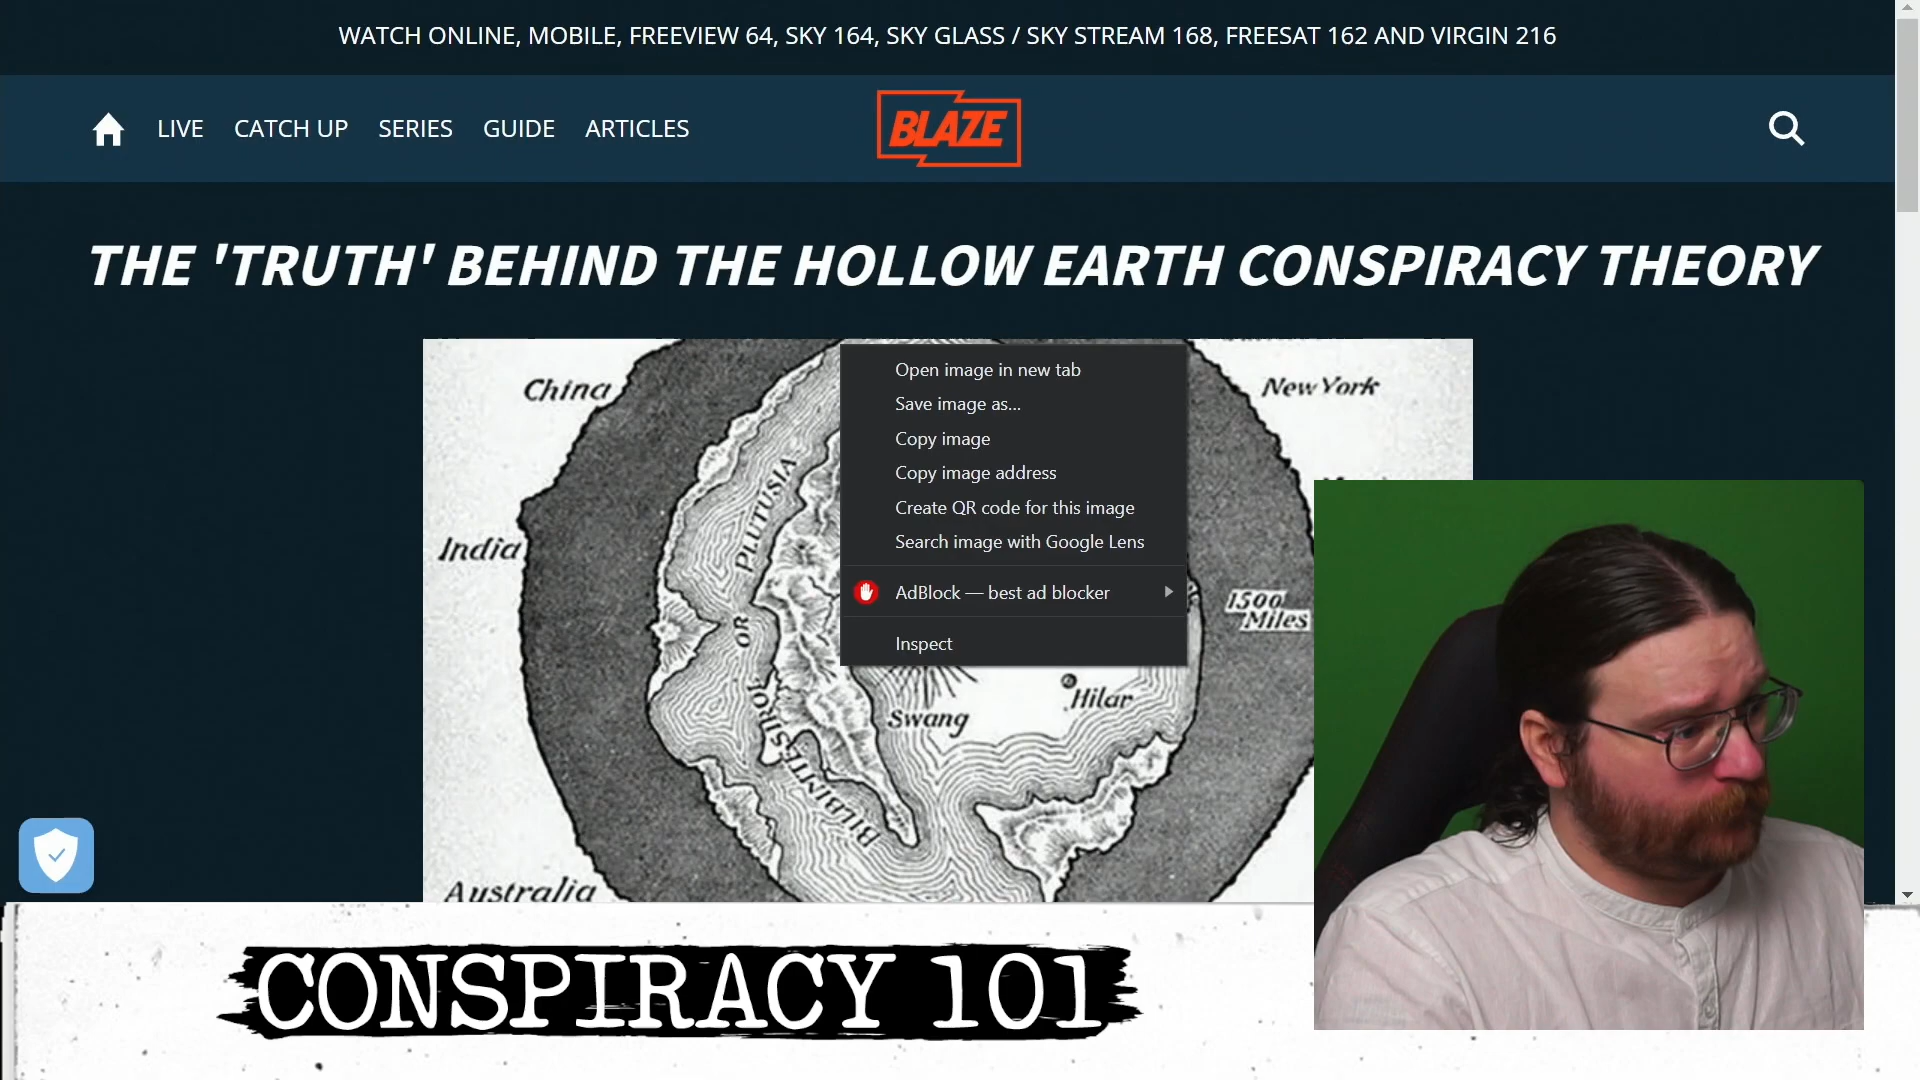 WATCH ONLINE, MOBILE, FREEVIEW 64, SKY 164, SKY GLASS / SKY STREAM 168, FREESAT 162 AND VIRGIN 216
LIVE CATCH UP SERIES GUIDE ARTICLES
BLAZE
THE 'TRUTH' BEHIND THE HOLLOW EARTH CONSPIRACY THEORY
China
New York
India
Australia
PLUTUSIA
OR
BILBINTESIROL
1500
Miles
Hilar
Swang
Open image in new tab
Save image as...
Copy image
Copy image address
Create QR code for this image
Search image with Google Lens
AdBlock — best ad blocker
Inspect
CONSPIRACY 101